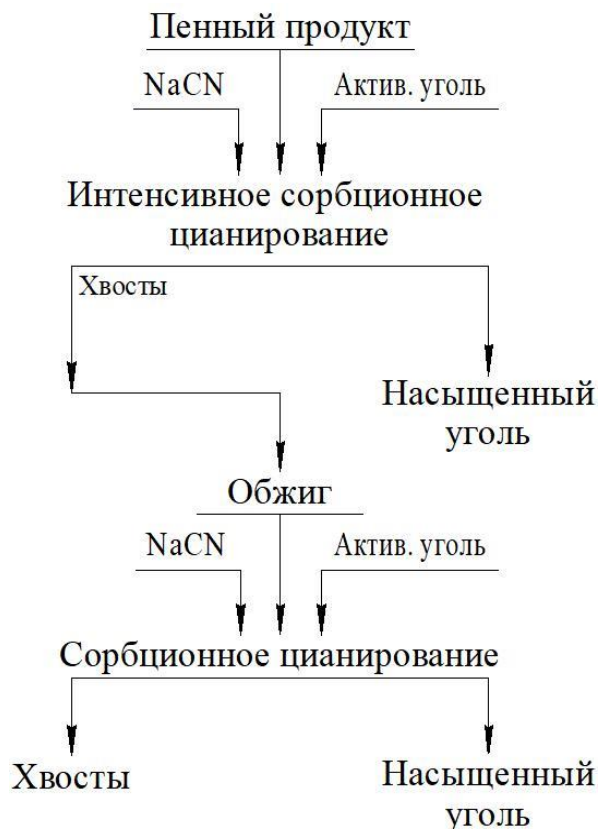 Пенный продукт
NaCN
Актив. уголь
Интенсивное сорбционное
цианирование
Хвосты
Насыщенный
уголь
Обжиг
NaCN
Актив. уголь
Сорбционное цианирование
Хвосты
Насыщенный
уголь